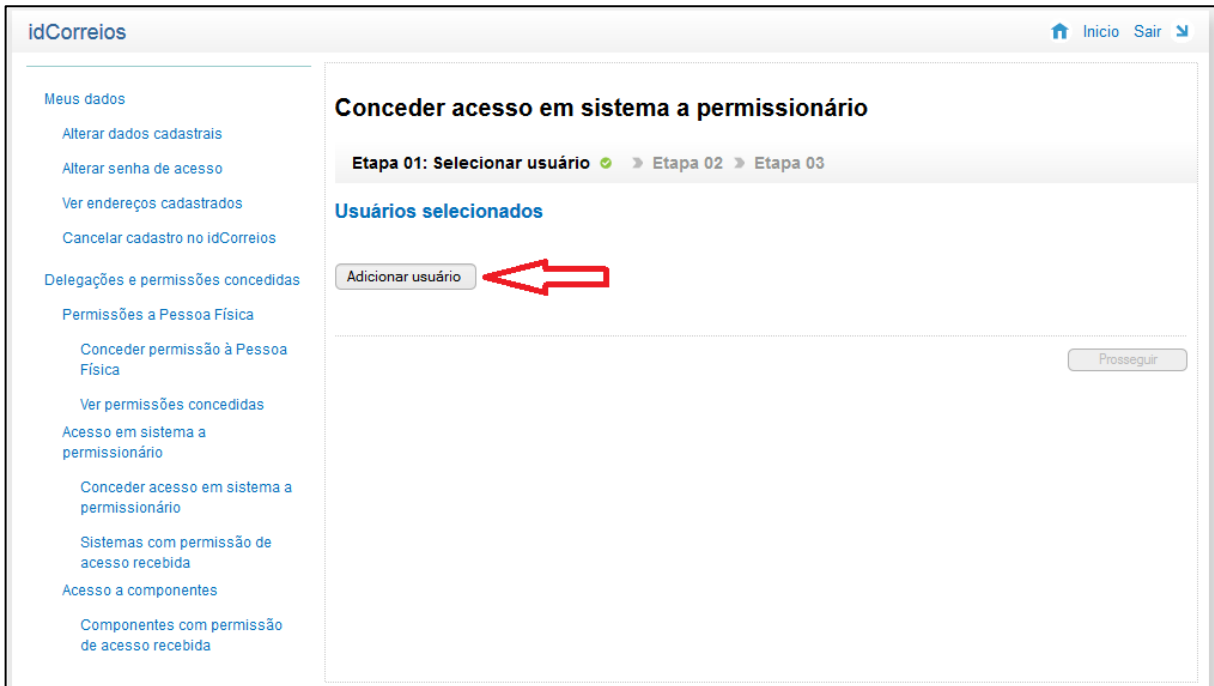 idCorreios
Inicio Sair
Meus dados
Alterar dados cadastrais
Alterar senha de acesso
Ver endereços cadastrados
Cancelar cadastro no idCorreios
Delegações e permissões concedidas
Permissões a Pessoa Física
Conceder permissão à Pessoa
Física
Ver permissões concedidas
Acesso em sistema a
permissionário
Conceder acesso em sistema a
permissionário
Sistemas com permissão de
acesso recebida
Acesso a componentes
Componentes com permissão
de acesso recebida
Conceder acesso em sistema a permissionário
Etapa 01: Selecionar usuário Etapa 02 Etapa 03
Usuários selecionados
Adicionar usuário
Prosseguir